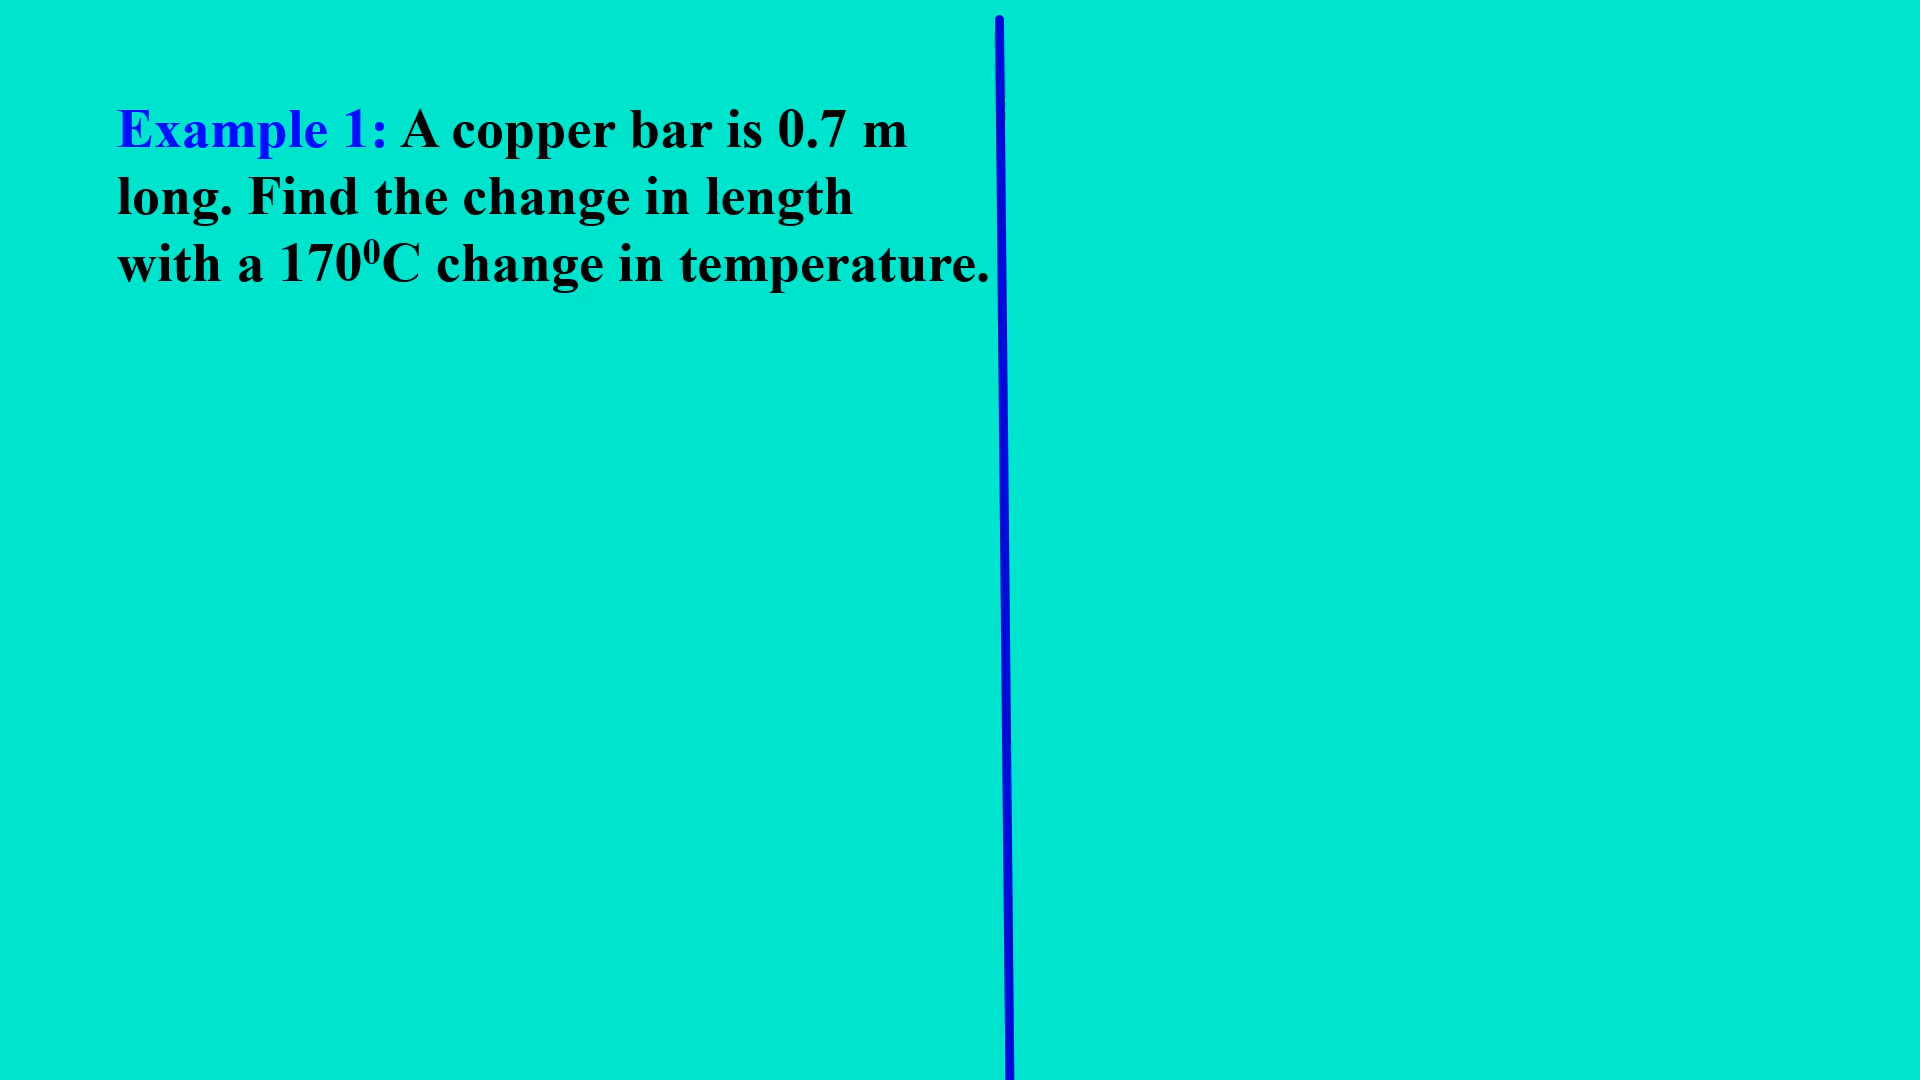 Example 1: A copper bar is 0.7 m
long. Find the change in length
with a 170⁰C change in temperature.